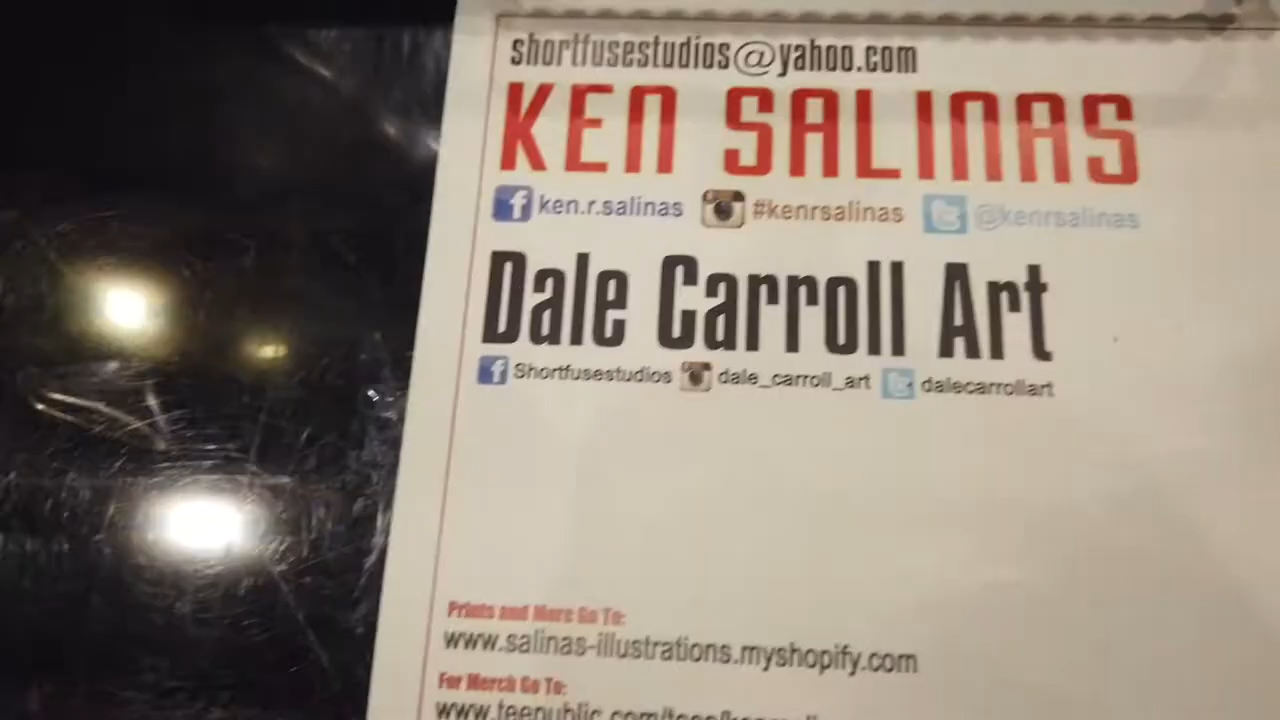 shortfusestudios@yahoo.com
KEN SALINAS
ken.r.salinas #kenrsalinas @kenrsalinas
Dale Carroll Art
Shortfusestudios dale_carroll_art dalecarrollart
Prints and More Go To:
www.salinas-illustrations.myshopify.com
For Merch Go To: